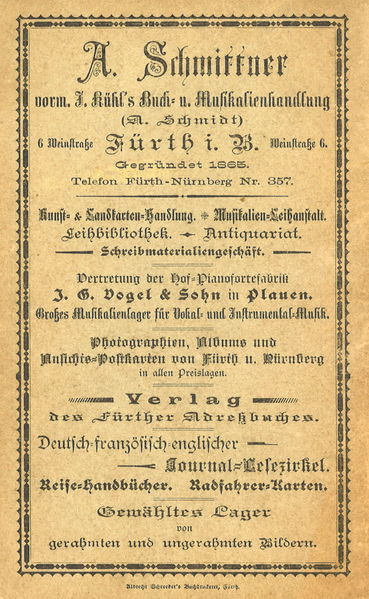 A. Schmittner
vorm. J. Kühl's Buch- u. Musikalienhandlung
(A. Schmidt)
6 Weinstraße Fürth i. B. Weinstraße 6.
Gegründet 1865.
Telefon Fürth-Nürnberg Nr. 357.
Kunst- & Landkarten-Handlung. Musikalien-Leihanstalt.
Leihbibliothek. Antiquariat.
Schreibmaterialiengeschäft.
Vertretung der Hof-Pianofortefabrik
J. G. Vogel & Sohn in Plauen.
Großes Musikalienlager für Vokal- und Instrumental-Musik.
Photographien, Albums und
Ansichts-Postkarten von Fürth u. Nürnberg
in allen Preislagen.
Verlag
des Fürther Adreßbuches.
Deutsch-französisch-englischer
Journal-Lesezirkel.
Reise-Handbücher. Radfahrer-Karten.
Gewähltes Lager
von
gerahmten und ungerahmten Bildern.
Albrecht Schroeder's Buchdruckerei, Fürth.